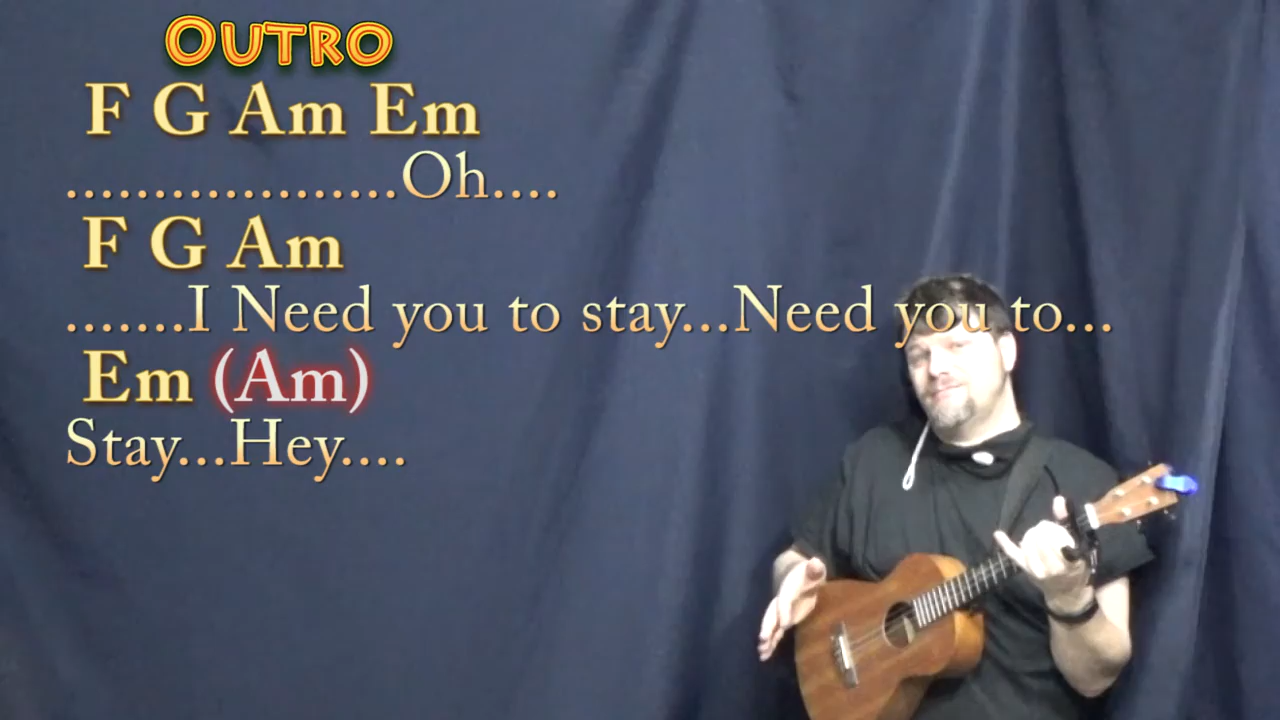 OUTRO
F G Am Em
...................Oh....
F G Am
.......I Need you to stay...Need you to...
Em (Am)
Stay...Hey....